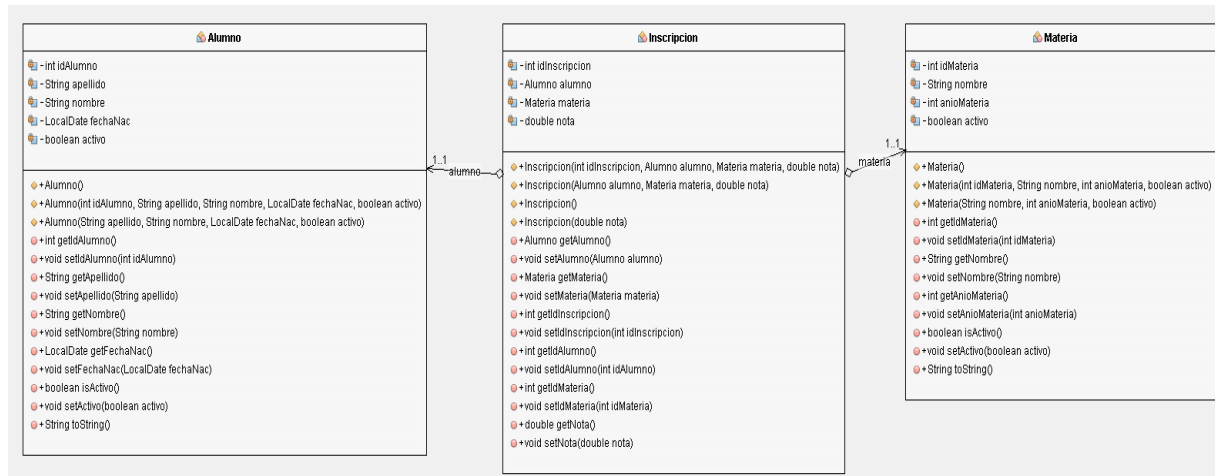 Alumno
- int idAlumno
- String apellido
- String nombre
- LocalDate fechaNac
- boolean activo
+ Alumno()
+ Alumno(int idAlumno, String apellido, String nombre, LocalDate fechaNac, boolean activo)
+ Alumno(String apellido, String nombre, LocalDate fechaNac, boolean activo)
+ int getIdAlumno()
+ void setIdAlumno(int idAlumno)
+ String getApellido()
+ void setApellido(String apellido)
+ String getNombre()
+ void setNombre(String nombre)
+ LocalDate getFechaNac()
+ void setFechaNac(LocalDate fechaNac)
+ boolean isActivo()
+ void setActivo(boolean activo)
+ String toString()
1..1
alumno
Inscripcion
- int idInscripcion
- Alumno alumno
- Materia materia
- double nota
+ Inscripcion(int idInscripcion, Alumno alumno, Materia materia, double nota)
+ Inscripcion(Alumno alumno, Materia materia, double nota)
+ Inscripcion()
+ Inscripcion(double nota)
+ Alumno getAlumno()
+ void setAlumno(Alumno alumno)
+ Materia getMateria()
+ void setMateria(Materia materia)
+ int getIdInscripcion()
+ void setIdInscripcion(int idInscripcion)
+ int getIdAlumno()
+ void setIdAlumno(int idAlumno)
+ int getIdMateria()
+ void setIdMateria(int idMateria)
+ double getNota()
+ void setNota(double nota)
1..1
materia
Materia
- int idMateria
- String nombre
- int anioMateria
- boolean activo
+ Materia()
+ Materia(int idMateria, String nombre, int anioMateria, boolean activo)
+ Materia(String nombre, int anioMateria, boolean activo)
+ int getIdMateria()
+ void setIdMateria(int idMateria)
+ String getNombre()
+ void setNombre(String nombre)
+ int getAnioMateria()
+ void setAnioMateria(int anioMateria)
+ boolean isActivo()
+ void setActivo(boolean activo)
+ String toString()